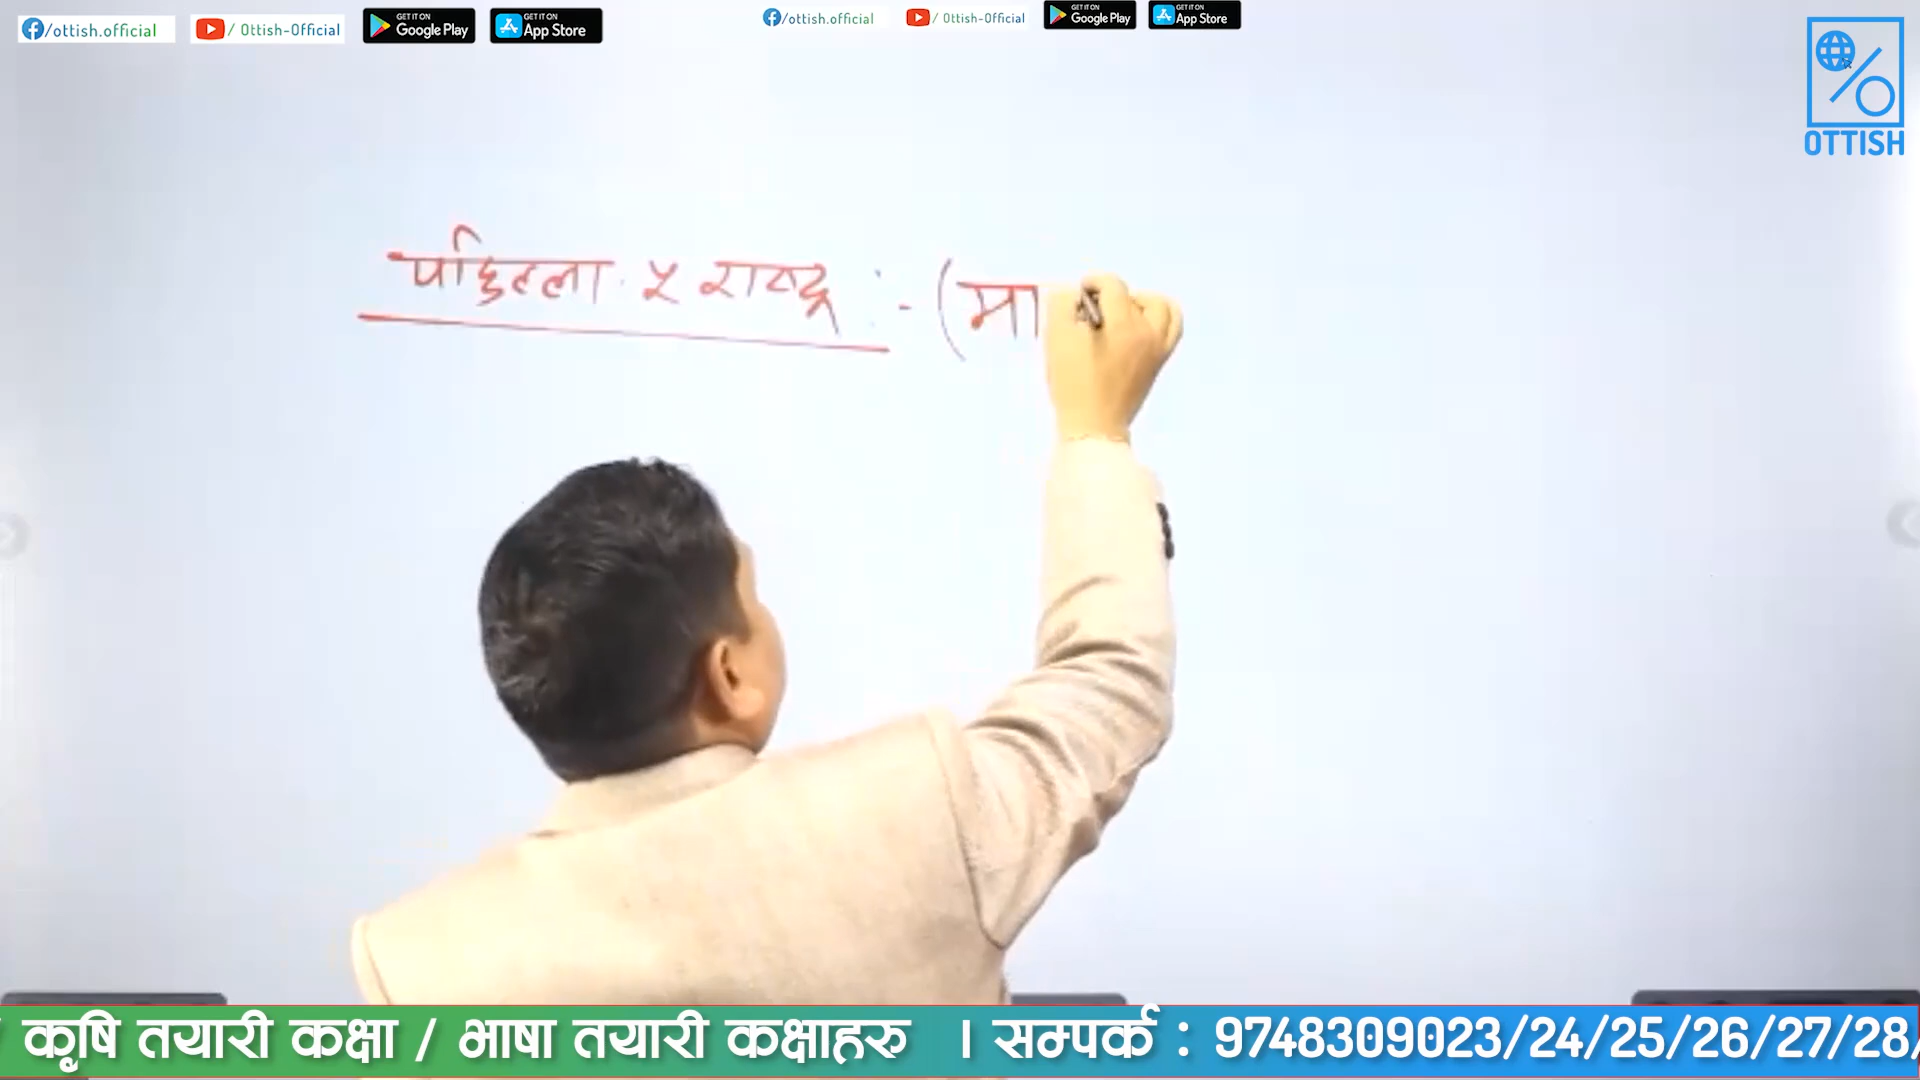 /ottish.official / Ottish-Official GET IT ON Google Play GET IT ON App Store
/ottish.official / Ottish-Official GET IT ON Google Play GET IT ON App Store
OTTISH
पहिल्ला ५ राष्ट्र :- (मा
कृषि तयारी कक्षा / भाषा तयारी कक्षाहरु । सम्पर्क : 9748309023/24/25/26/27/28/